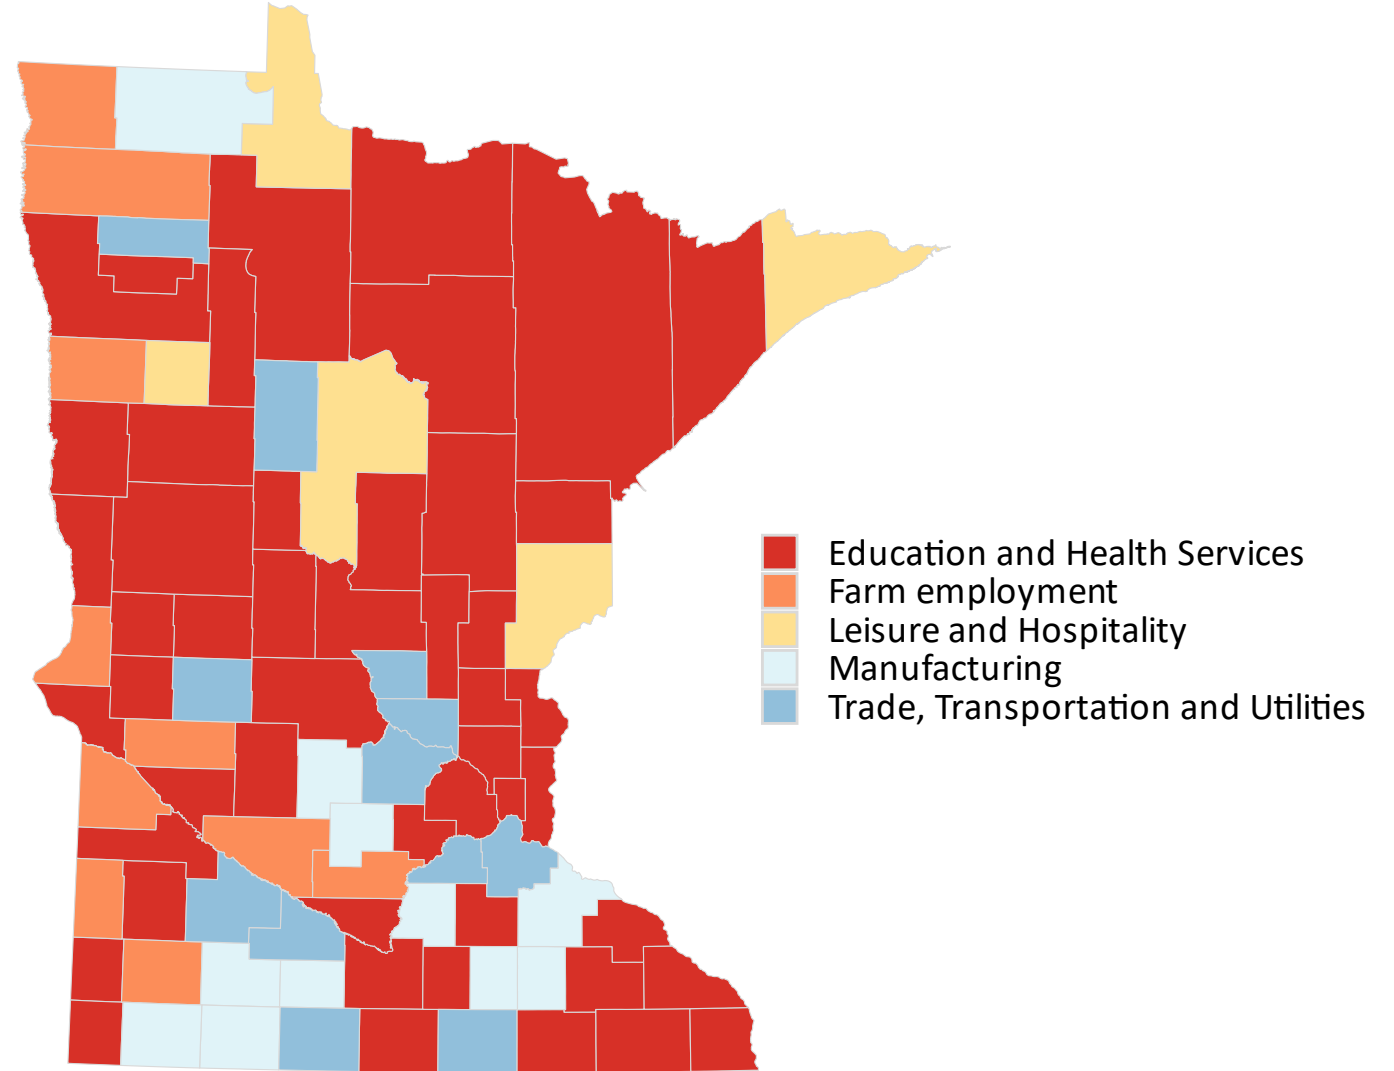 Education and Health Services
Farm employment
Leisure and Hospitality
Manufacturing
Trade, Transportation and Utilities